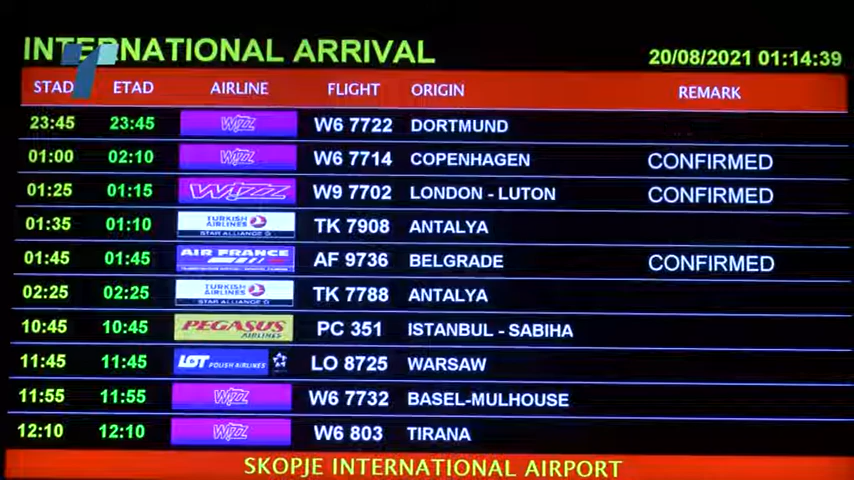 INTERNATIONAL ARRIVAL 20/08/2021 01:14:39
STAD ETAD AIRLINE FLIGHT ORIGIN REMARK
23:45 23:45 WIZZ W6 7722 DORTMUND
01:00 02:10 WIZZ W6 7714 COPENHAGEN CONFIRMED
01:25 01:15 WIZZ W9 7702 LONDON - LUTON CONFIRMED
01:35 01:10 TURKISH AIRLINES STAR ALLIANCE TK 7908 ANTALYA
01:45 01:45 AIR FRANCE AF 9736 BELGRADE CONFIRMED
02:25 02:25 TURKISH AIRLINES STAR ALLIANCE TK 7788 ANTALYA
10:45 10:45 PEGASUS AIRLINES PC 351 ISTANBUL - SABIHA
11:45 11:45 LOT POLISH AIRLINES LO 8725 WARSAW
11:55 11:55 WIZZ W6 7732 BASEL-MULHOUSE
12:10 12:10 WIZZ W6 803 TIRANA
SKOPJE INTERNATIONAL AIRPORT